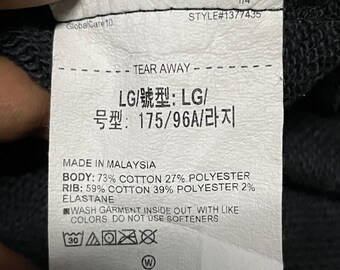 GlobalCare10
STYLE#1377435
TEAR AWAY
LG/號型: LG/
号型: 175/96A/라지
MADE IN MALAYSIA
BODY: 73% COTTON 27% POLYESTER
RIB: 59% COTTON 39% POLYESTER 2%
ELASTANE
WASH GARMENT INSIDE OUT. WITH LIKE
COLORS. DO NOT USE SOFTENERS
30
W